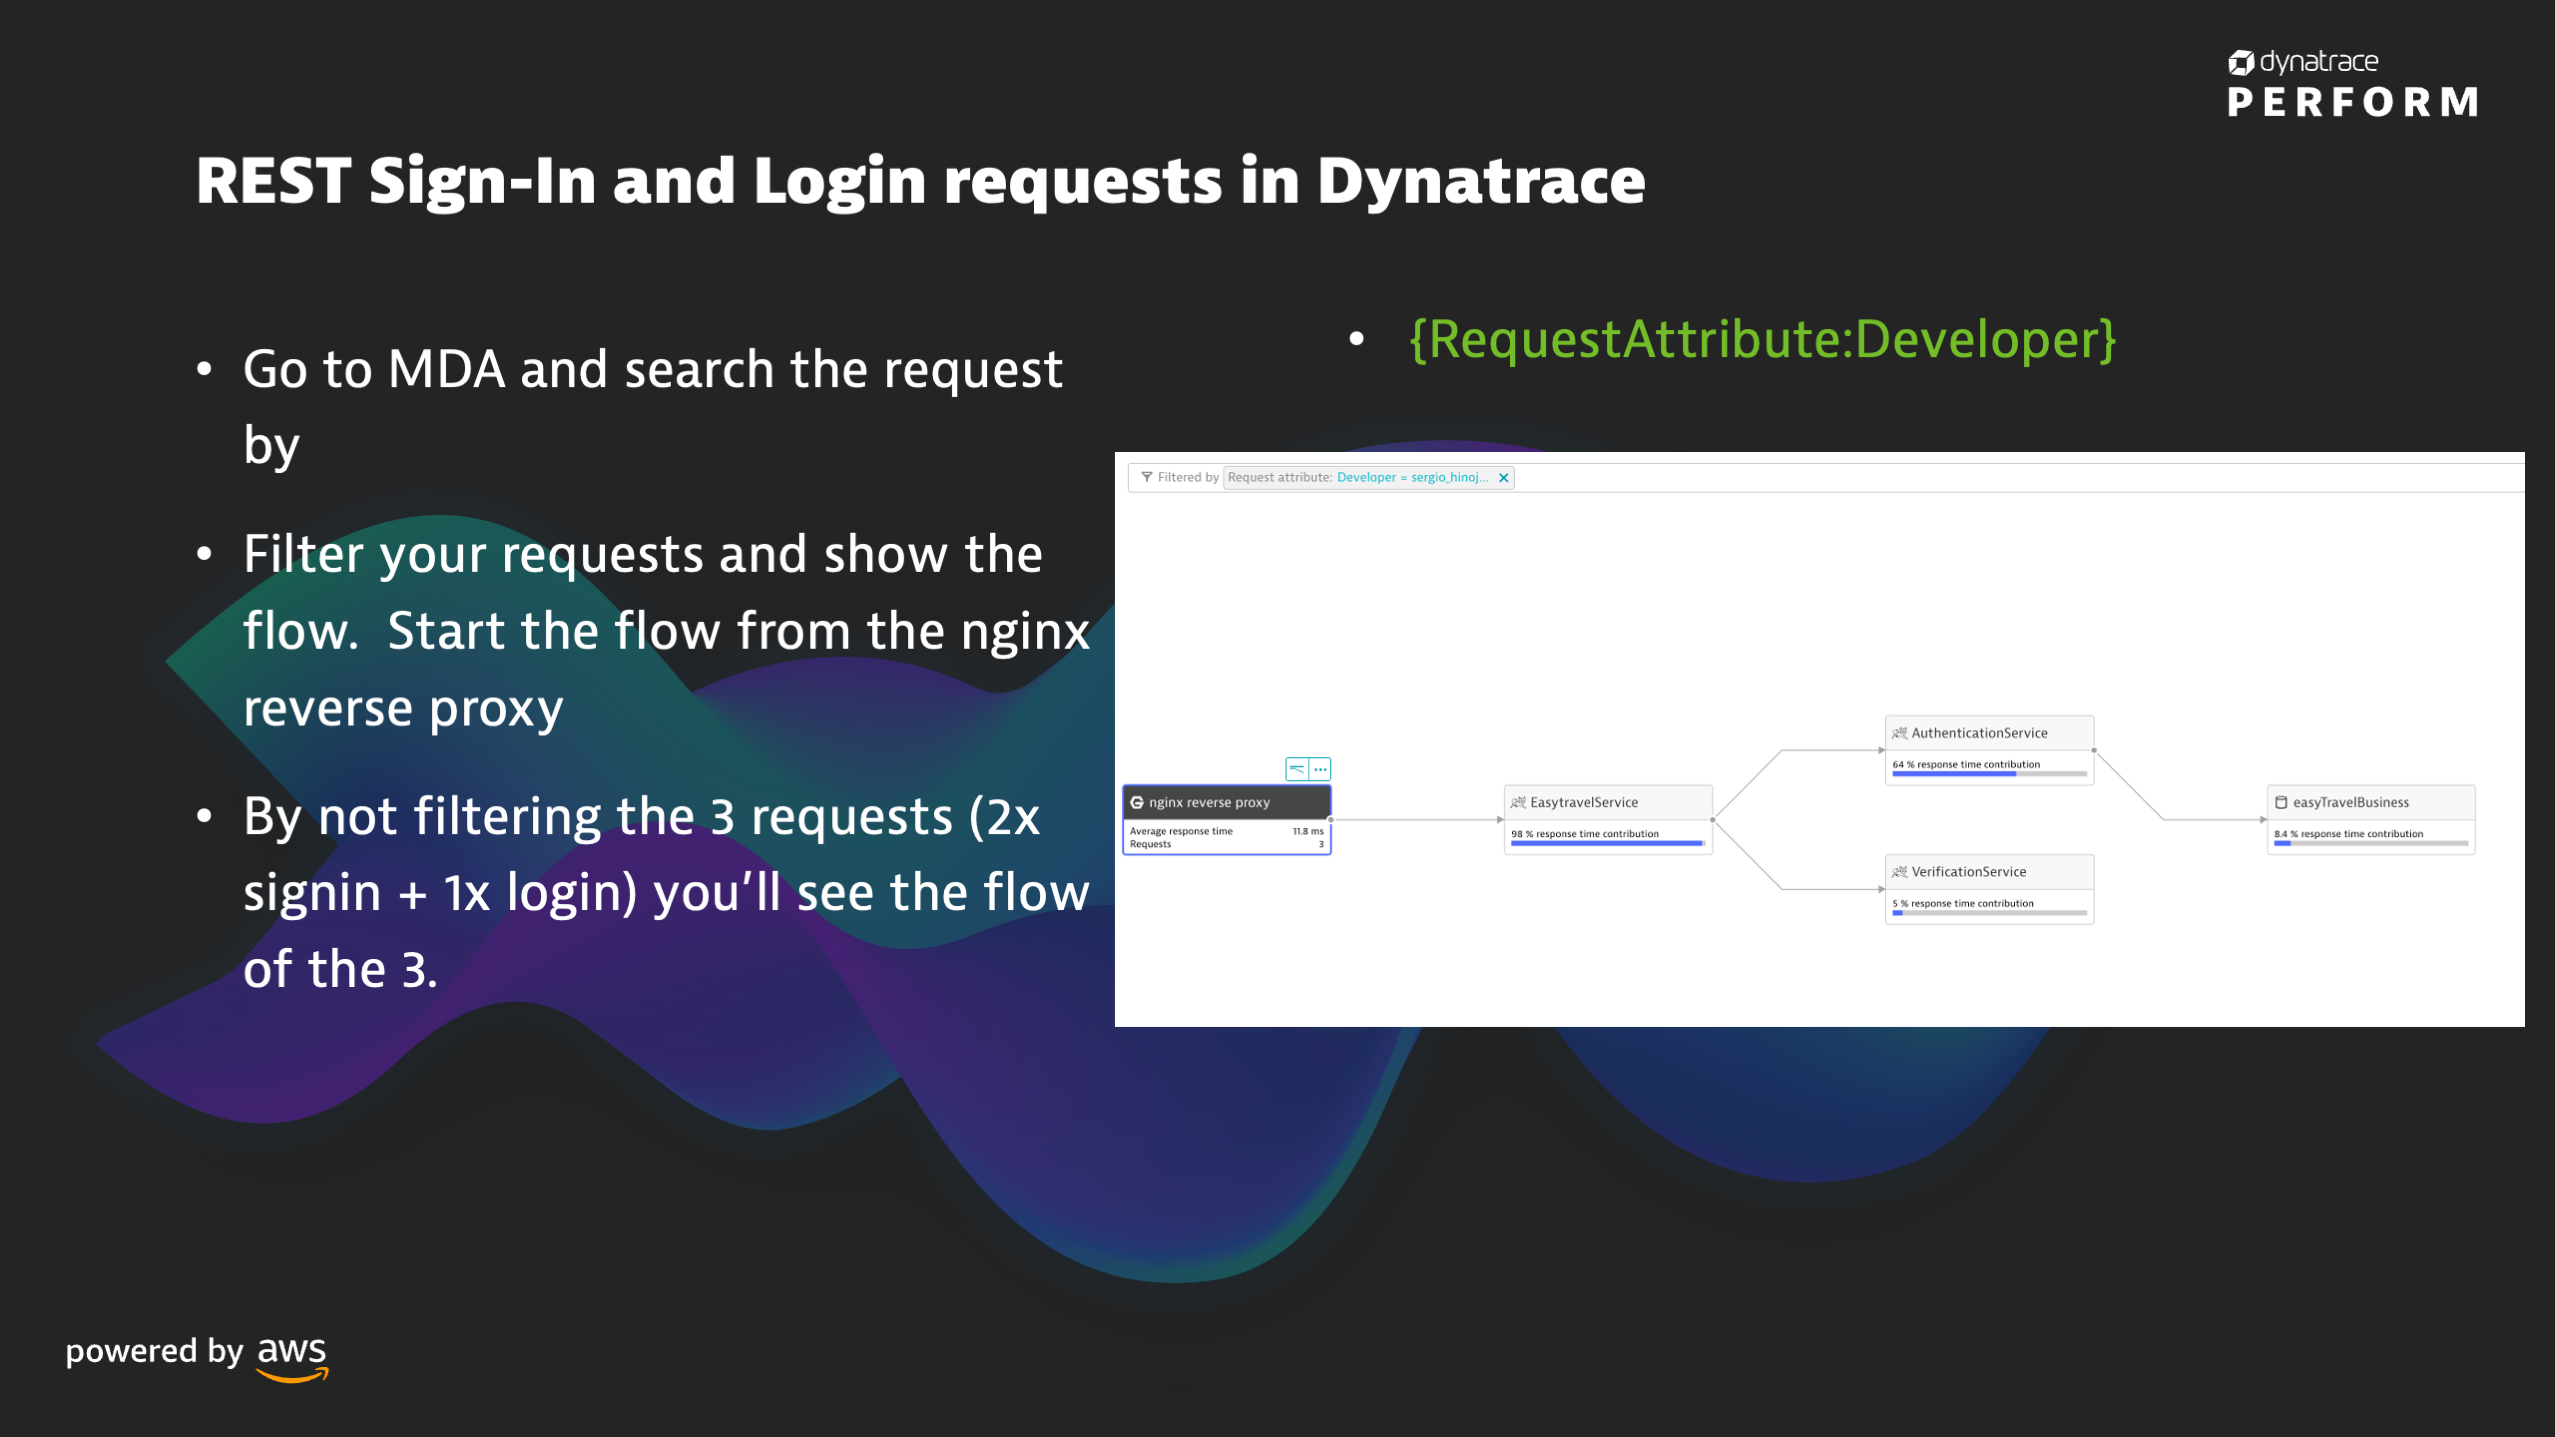 dynatrace
PERFORM
REST Sign-In and Login requests in Dynatrace
• Go to MDA and search the request
by
• Filter your requests and show the
flow.  Start the flow from the nginx
reverse proxy
• By not filtering the 3 requests (2x
signin + 1x login) you’ll see the flow
of the 3.
• {RequestAttribute:Developer}
Filtered by Request attribute: Developer = sergio_hinoj...
nginx reverse proxy
Average response time 11.8 ms
Requests 3
EasytravelService
98 % response time contribution
AuthenticationService
64 % response time contribution
VerificationService
5 % response time contribution
easyTravelBusiness
8.4 % response time contribution
powered by aws